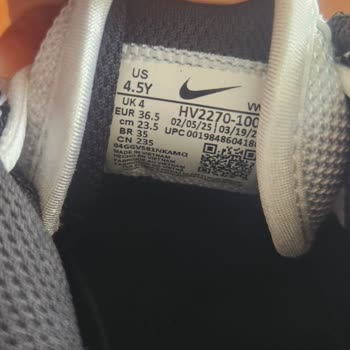 US
4.5Y
UK 4
EUR 36.5
cm 23.5
BR 35
CN 235
HV2270-100
02/05/25 03/19/2
UPC 0019848604186
MADE IN VIETNAM